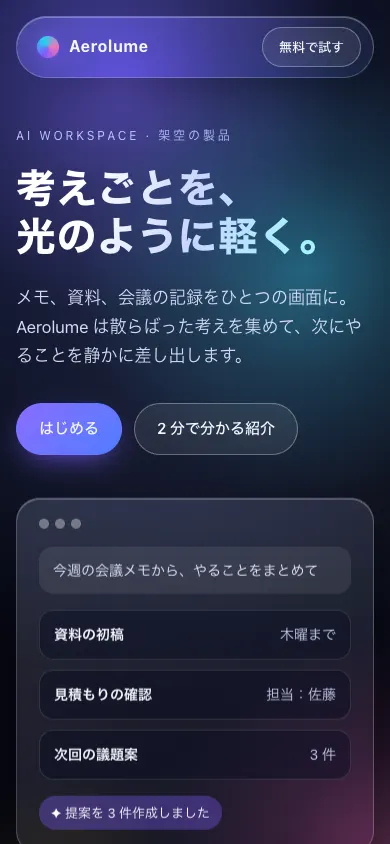 Aerolume
無料で試す
AI WORKSPACE · 架空の製品
考えごとを、
光のように軽く。
メモ、資料、会議の記録をひとつの画面に。
Aerolume は散らばった考えを集めて、次にや
ることを静かに差し出します。
はじめる
2 分で分かる紹介
今週の会議メモから、やることをまとめて
資料の初稿
木曜まで
見積もりの確認
担当：佐藤
次回の議題案
3 件
✦ 提案を 3 件作成しました